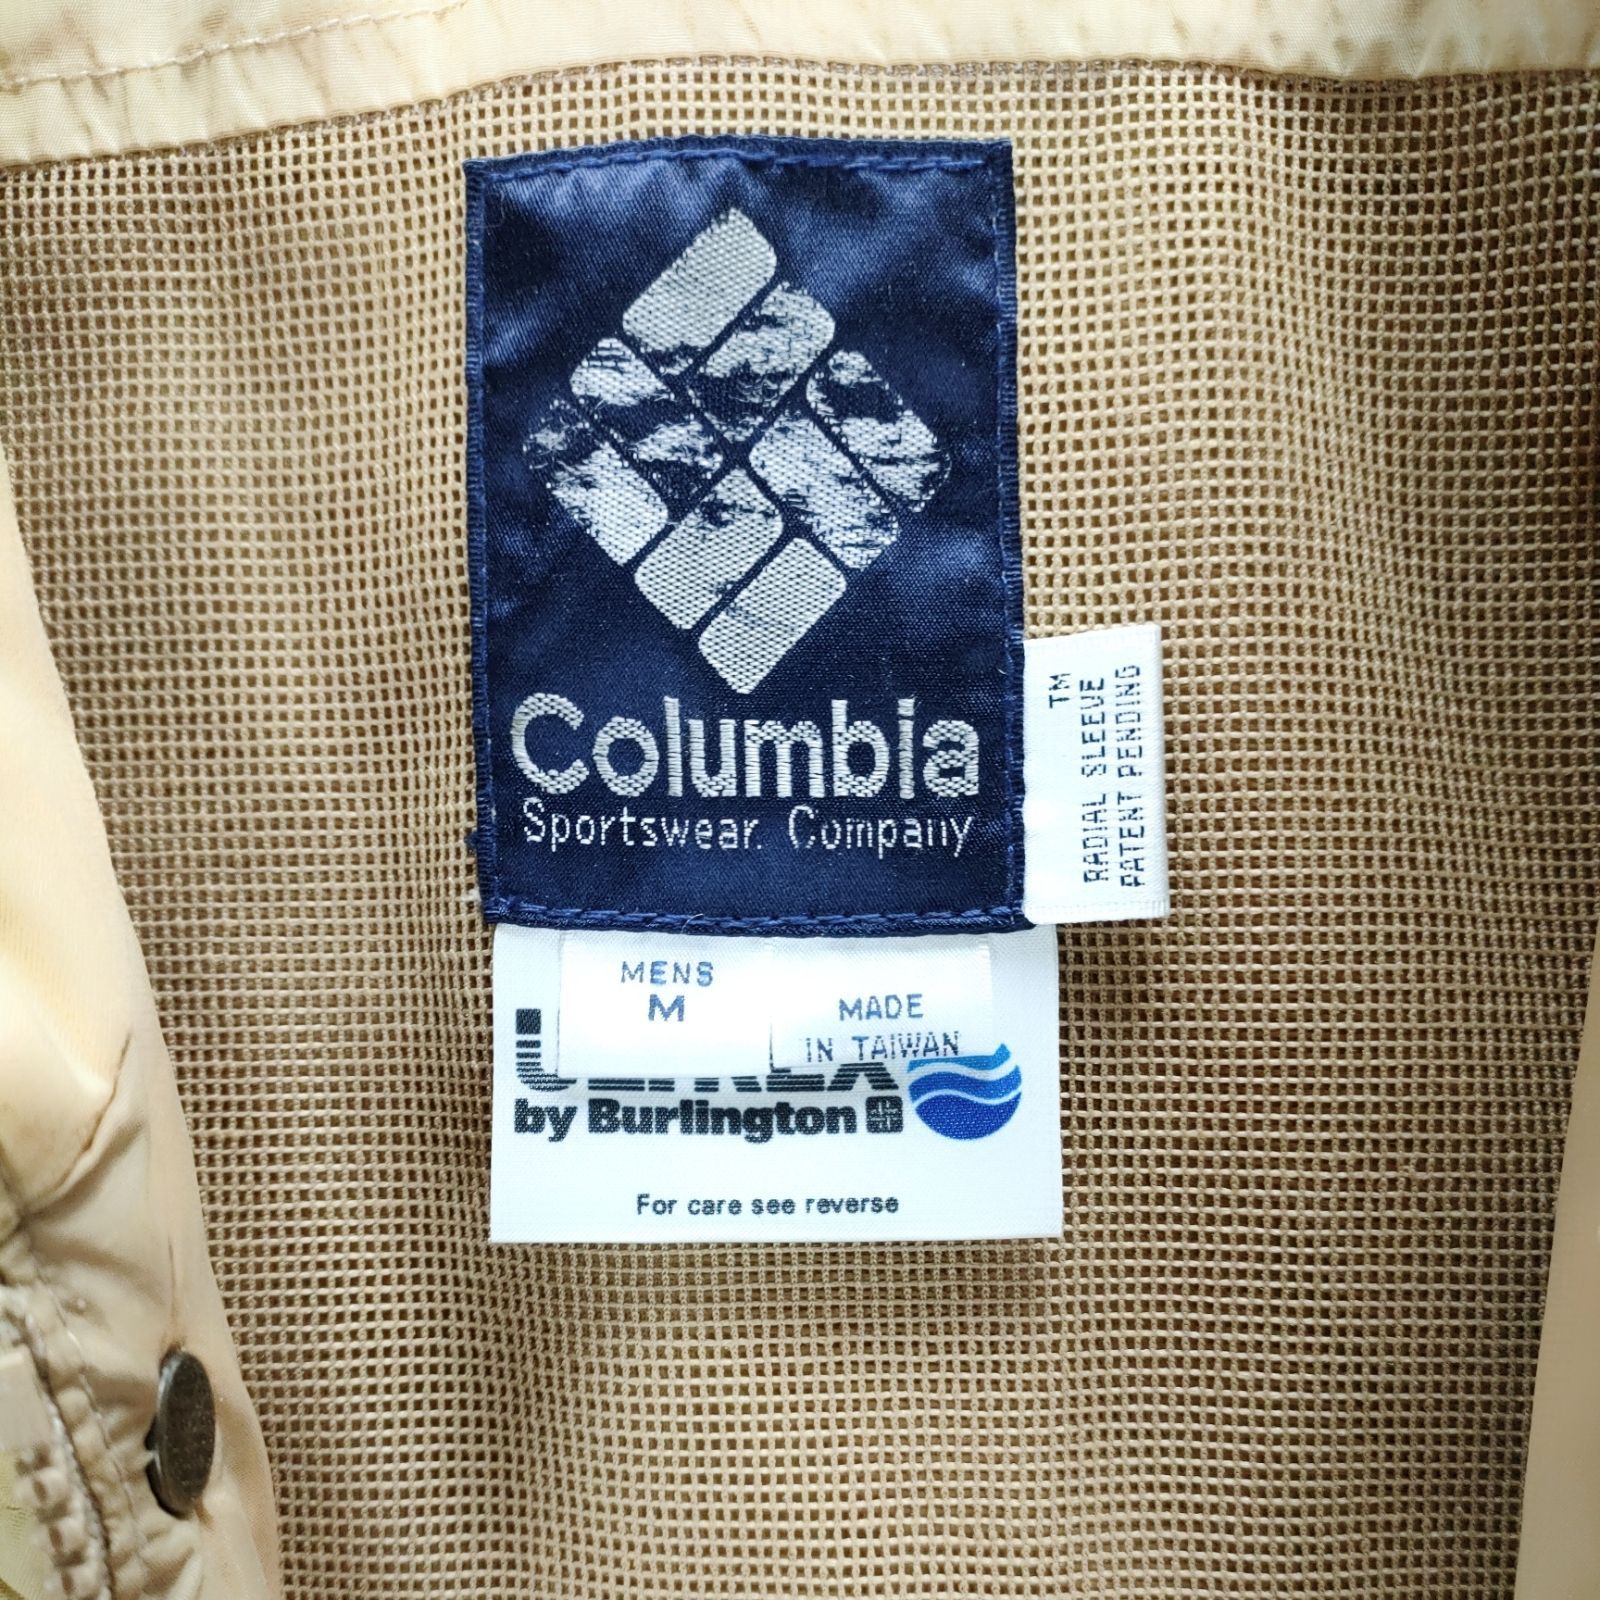 Columbia
Sportswear Company
TM
RADIAL SLEEVE
PATENT PENDING
MENS
M
MADE
IN TAIWAN
by Burlington
For care see reverse